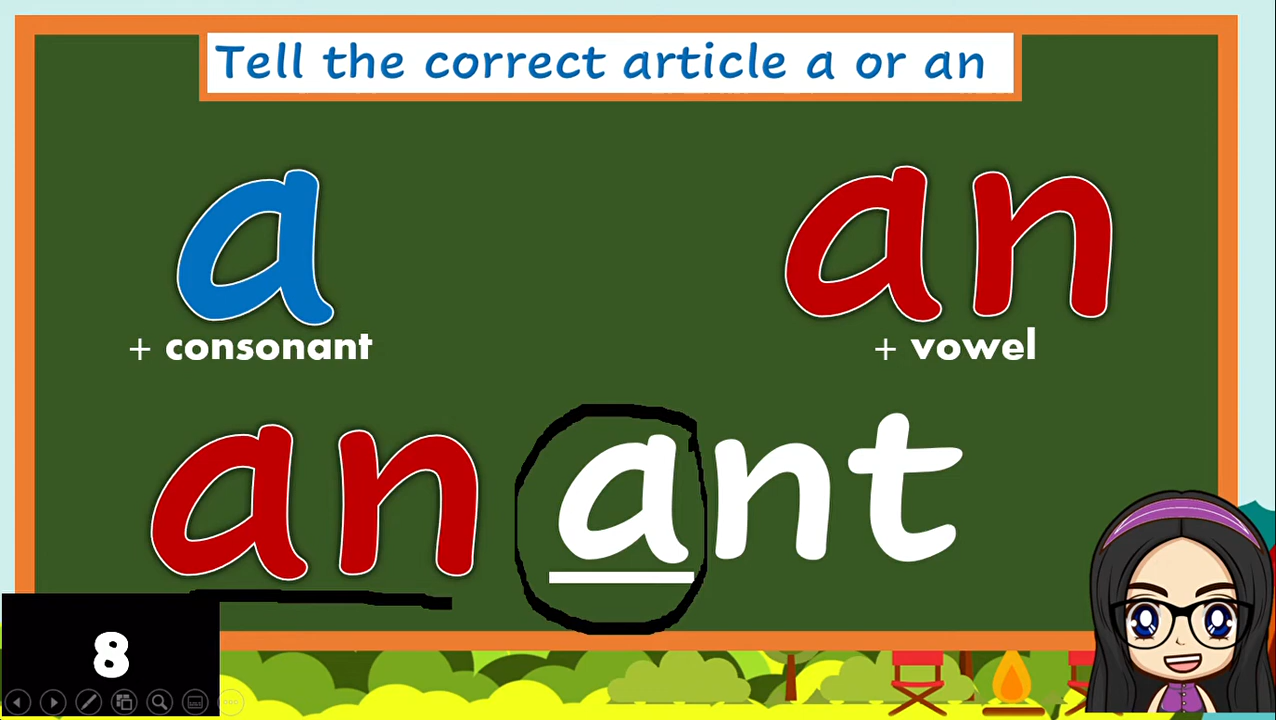 Tell the correct article a or an
a an
+ consonant + vowel
an ant
8